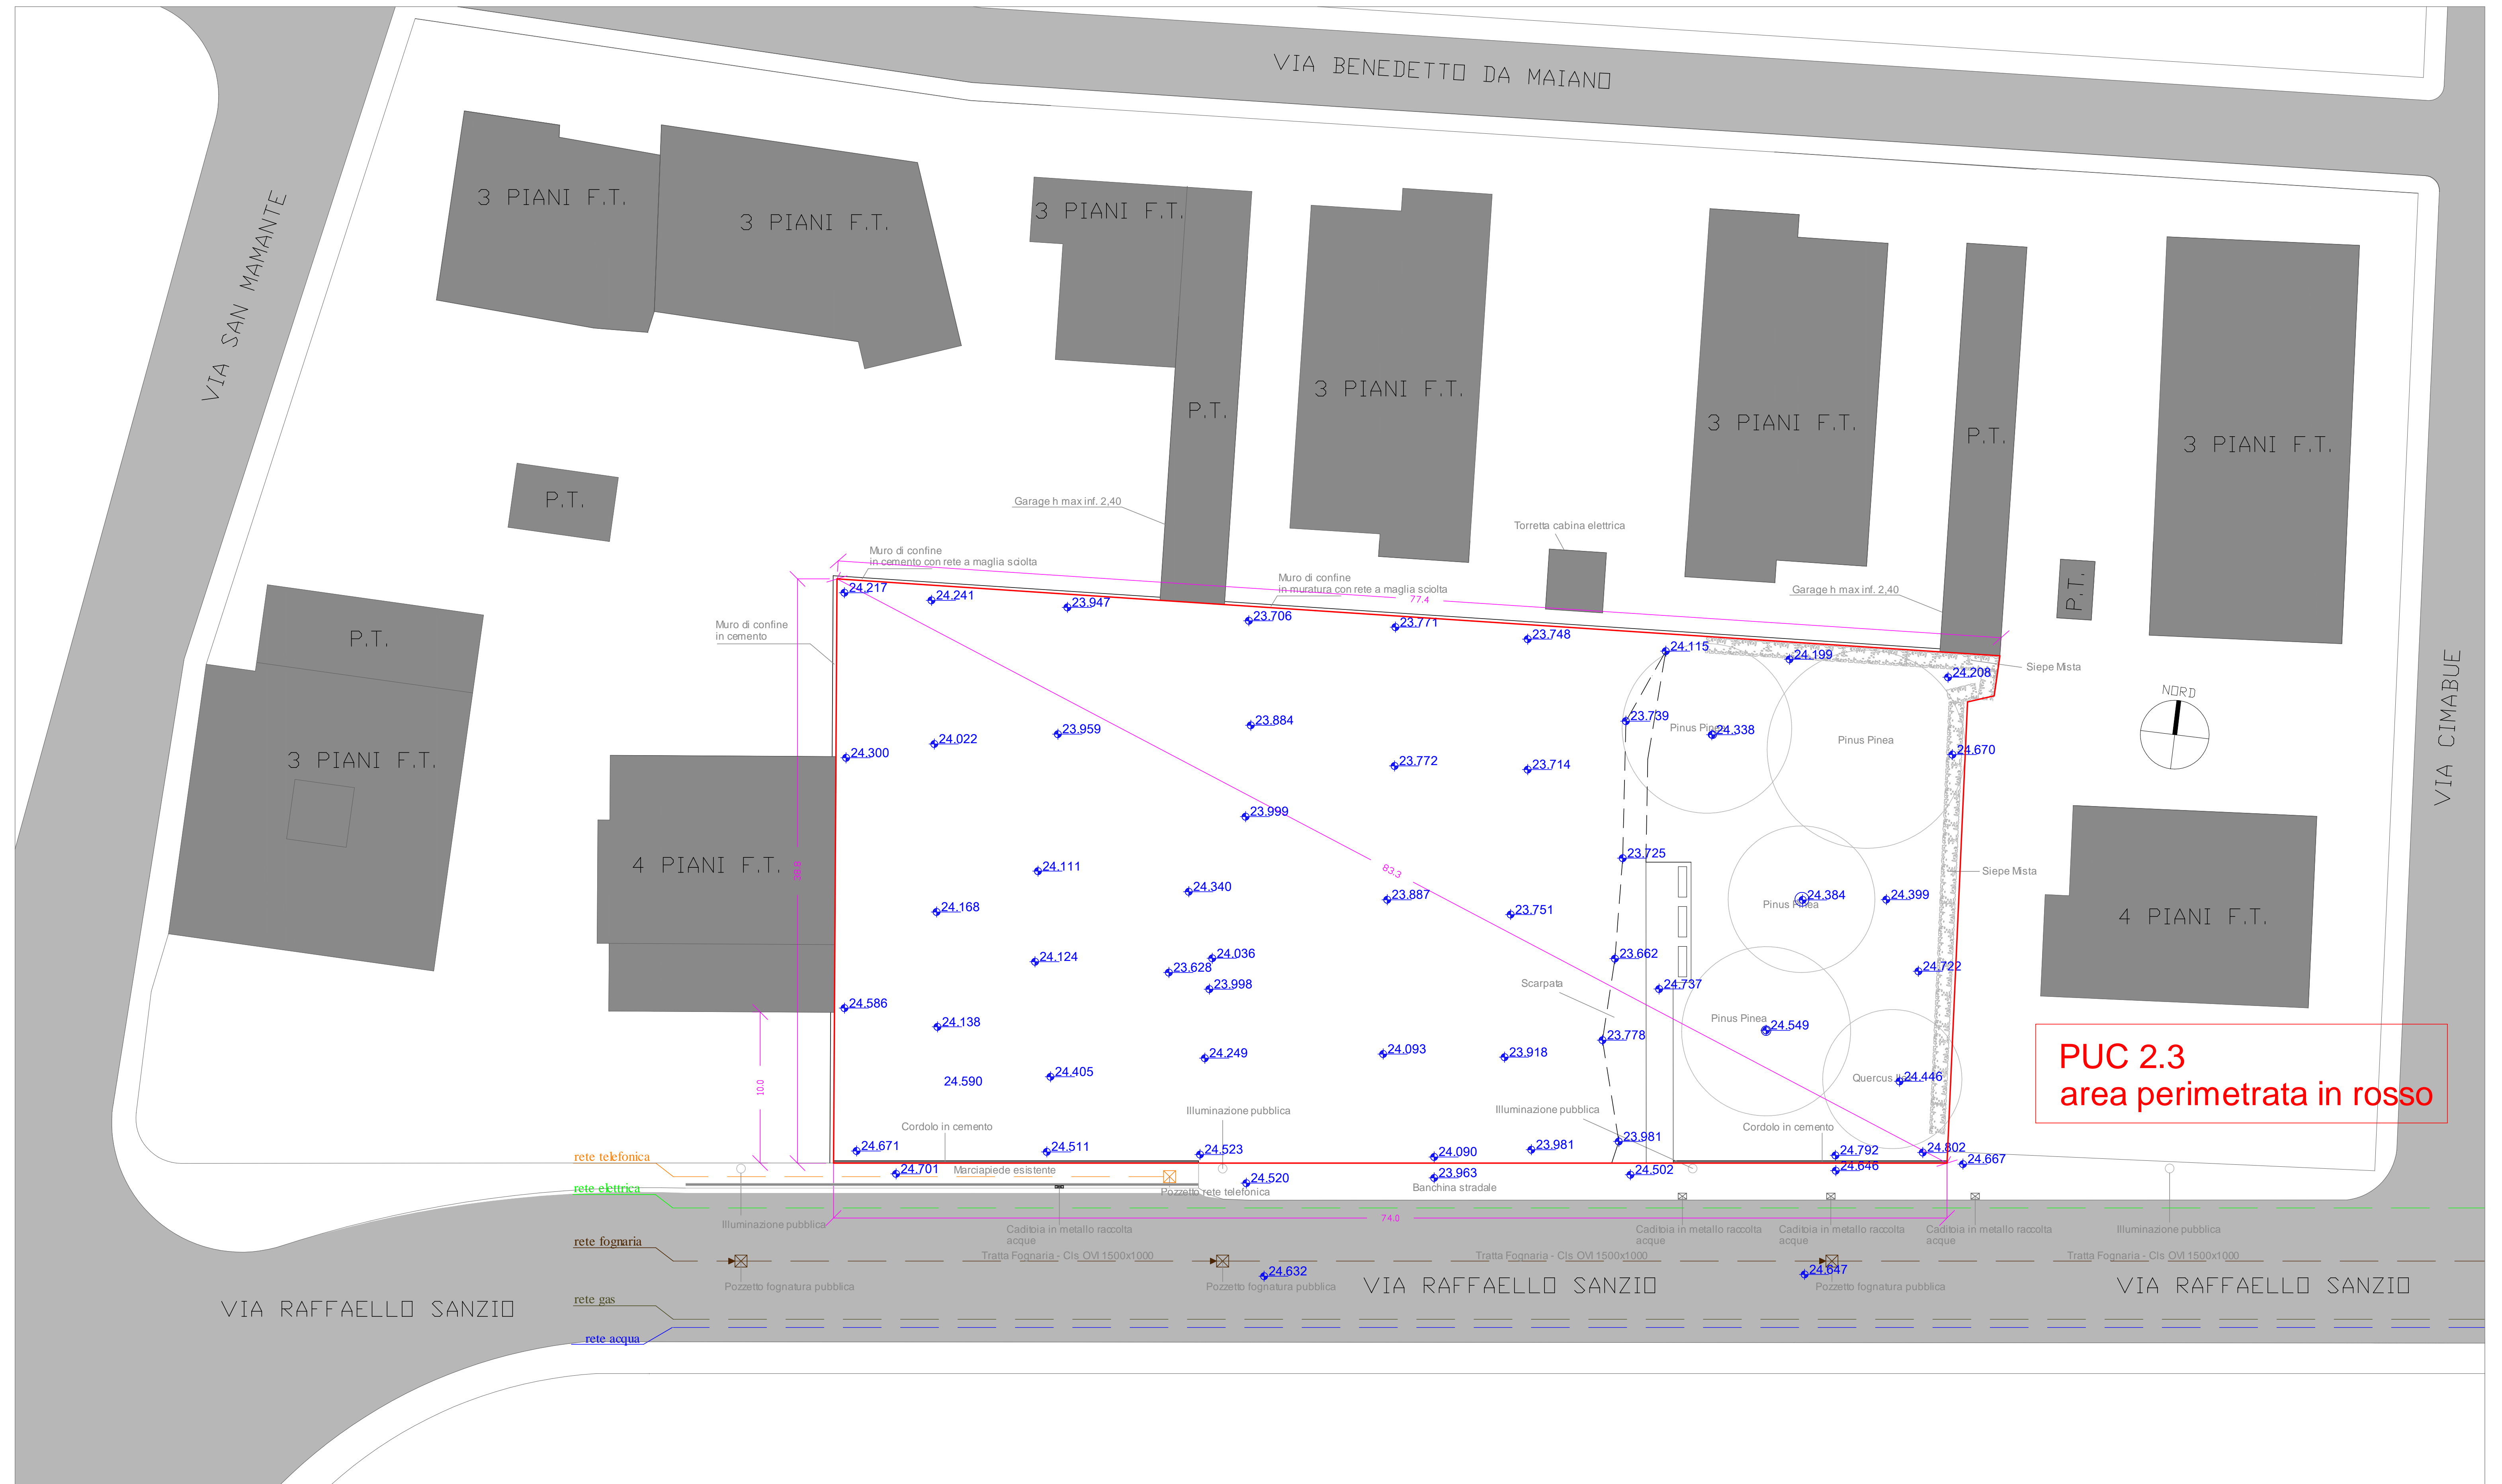 VIA BENEDETTO DA MAIANO
VIA SAN MAMANTE
3 PIANI F.T.
3 PIANI F.T.
3 PIANI F.T.
3 PIANI F.T.
3 PIANI F.T.
P.T.
P.T.
3 PIANI F.T.
P.T.
Garage h max inf. 2,40
Torretta cabina elettrica
Muro di confine
in cemento con rete a maglia sciolta
Muro di confine
in muratura con rete a maglia sciolta
77.4
Garage h max inf. 2,40
P.T.
24.217
24.241
23.947
23.706
23.771
23.748
24.115
24.199
24.208
Siepe Mista
Muro di confine
in cemento
P.T.
3 PIANI F.T.
NORD
VIA CIMABUE
24.300
24.022
23.959
23.884
23.772
23.714
23.739
Pinus Pinea
24.338
Pinus Pinea
24.670
23.999
4 PIANI F.T.
38.8
83.3
24.111
24.340
23.887
23.751
23.725
24.384
Pinus Pinea
24.399
Siepe Mista
4 PIANI F.T.
24.168
24.124
24.036
23.628
23.998
23.662
24.737
24.722
Scarpata
24.586
24.138
24.249
24.093
23.918
23.778
Pinus Pinea
24.549
24.405
24.590
Quercus
24.446
10.0
PUC 2.3
area perimetrata in rosso
Illuminazione pubblica
Illuminazione pubblica
Cordolo in cemento
Cordolo in cemento
24.671
24.511
24.523
24.090
23.981
23.981
24.792
24.802
rete telefonica
24.701
Marciapiede esistente
24.520
23.963
24.502
24.646
24.667
rete elettrica
Pozzetto rete telefonica
Banchina stradale
74.0
Illuminazione pubblica
Caditoia in metallo raccolta
acque
Caditoia in metallo raccolta
acque
Caditoia in metallo raccolta
acque
Caditoia in metallo raccolta
acque
Illuminazione pubblica
rete fognaria
Tratta Fognaria - Cls OVI 1500x1000
Tratta Fognaria - Cls OVI 1500x1000
Tratta Fognaria - Cls OVI 1500x1000
24.632
24.647
Pozzetto fognatura pubblica
Pozzetto fognatura pubblica
Pozzetto fognatura pubblica
rete gas
VIA RAFFAELLO SANZIO
VIA RAFFAELLO SANZIO
VIA RAFFAELLO SANZIO
rete acqua